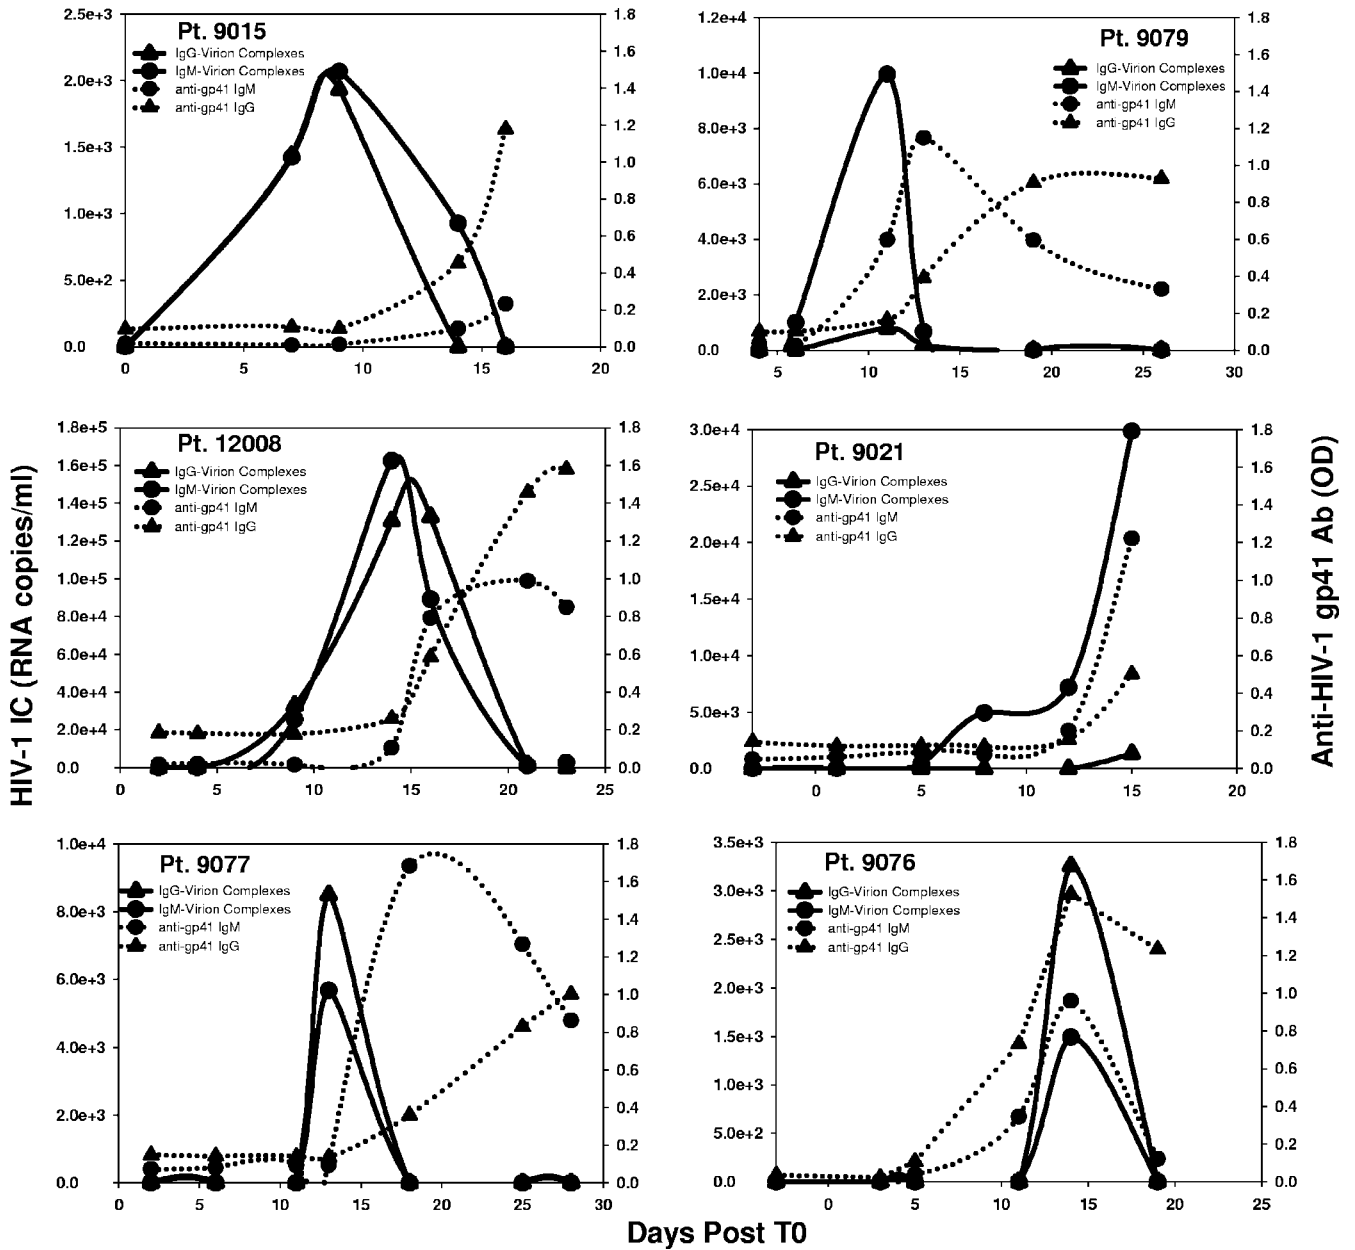 Pt. 9015
IgG-Virion Complexes
IgM-Virion Complexes
anti-gp41 IgM
anti-gp41 IgG
2.5e+3
2.0e+3
1.5e+3
1.0e+3
5.0e+2
0.0
1.8
1.6
1.4
1.2
1.0
0.8
0.6
0.4
0.2
0.0
0 5 10 15 20
Pt. 9079
IgG-Virion Complexes
IgM-Virion Complexes
anti-gp41 IgM
anti-gp41 IgG
1.2e+4
1.0e+4
8.0e+3
6.0e+3
4.0e+3
2.0e+3
0.0
1.8
1.6
1.4
1.2
1.0
0.8
0.6
0.4
0.2
0.0
5 10 15 20 25 30
Pt. 12008
IgG-Virion Complexes
IgM-Virion Complexes
anti-gp41 IgM
anti-gp41 IgG
1.8e+5
1.6e+5
1.4e+5
1.2e+5
1.0e+5
8.0e+4
6.0e+4
4.0e+4
2.0e+4
0.0
1.8
1.6
1.4
1.2
1.0
0.8
0.6
0.4
0.2
0.0
0 5 10 15 20 25
Pt. 9021
IgG-Virion Complexes
IgM-Virion Complexes
anti-gp41 IgM
anti-gp41 IgG
3.0e+4
2.5e+4
2.0e+4
1.5e+4
1.0e+4
5.0e+3
0.0
1.8
1.6
1.4
1.2
1.0
0.8
0.6
0.4
0.2
0.0
0 5 10 15 20
Pt. 9077
IgG-Virion Complexes
IgM-Virion Complexes
anti-gp41 IgM
anti-gp41 IgG
1.0e+4
8.0e+3
6.0e+3
4.0e+3
2.0e+3
0.0
1.8
1.6
1.4
1.2
1.0
0.8
0.6
0.4
0.2
0.0
0 5 10 15 20 25 30
Pt. 9076
IgG-Virion Complexes
IgM-Virion Complexes
anti-gp41 IgM
anti-gp41 IgG
3.5e+3
3.0e+3
2.5e+3
2.0e+3
1.5e+3
1.0e+3
5.0e+2
0.0
1.8
1.6
1.4
1.2
1.0
0.8
0.6
0.4
0.2
0.0
0 5 10 15 20 25
HIV-1 IC (RNA copies/ml)
Anti-HIV-1 gp41 Ab (OD)
Days Post T0